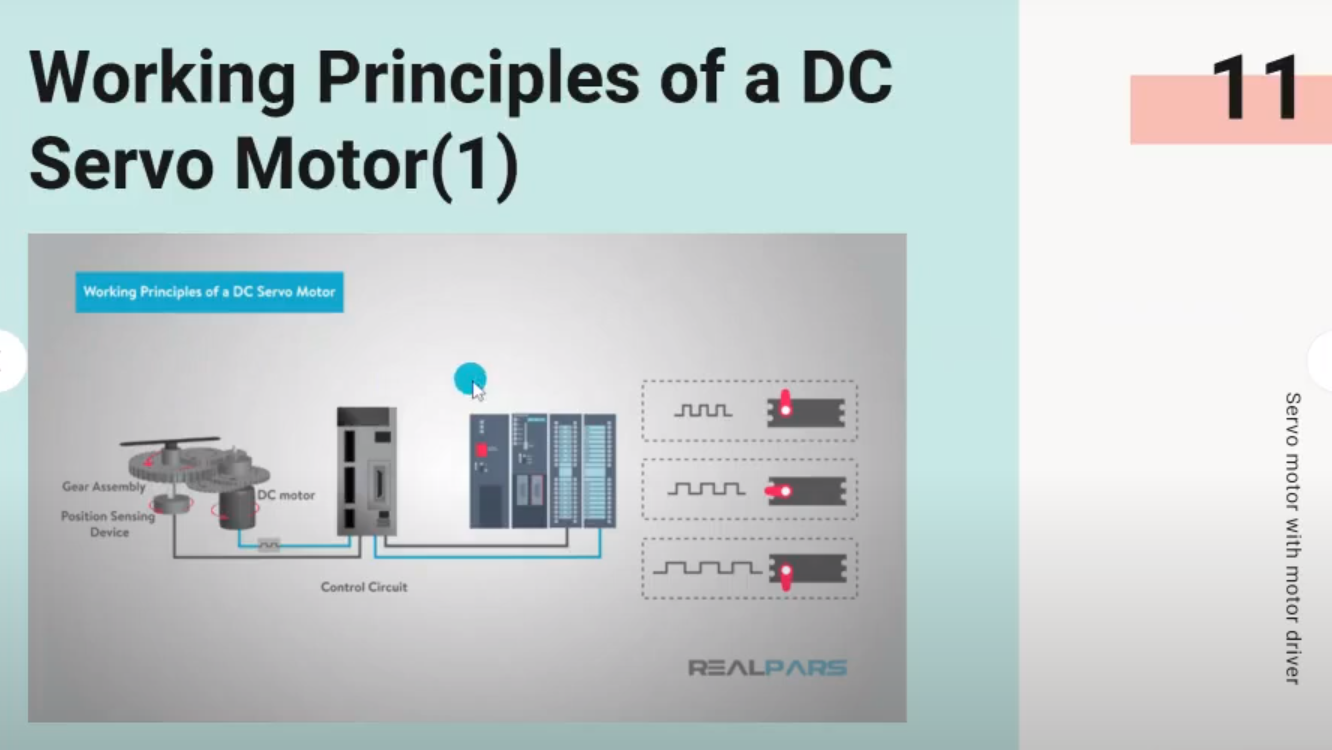 Working Principles of a DC
Servo Motor(1)
11
Working Principles of a DC Servo Motor
Gear Assembly
DC motor
Position Sensing
Device
Control Circuit
REALPARS
Servo motor with motor driver